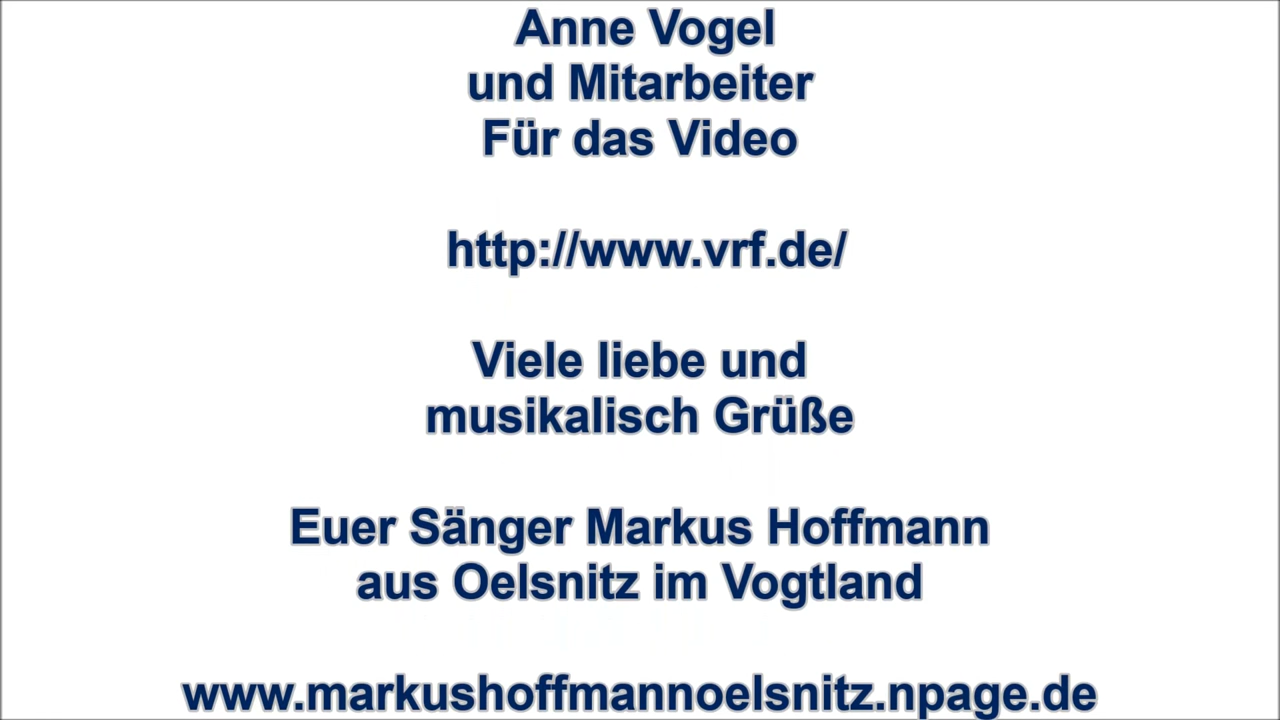 Anne Vogel
und Mitarbeiter
Für das Video
http://www.vrf.de/
Viele liebe und
musikalisch Grüße
Euer Sänger Markus Hoffmann
aus Oelsnitz im Vogtland
www.markushoffmannoelsnitz.npage.de